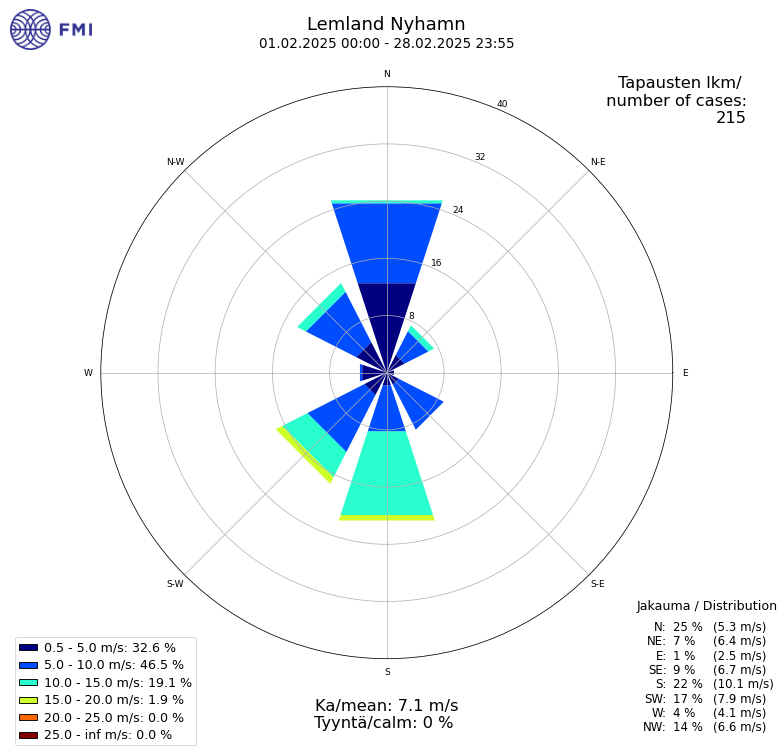 FMI
Lemland Nyhamn
01.02.2025 00:00 - 28.02.2025 23:55
Tapausten lkm/
number of cases:
215
N
40
32
24
16
8
N-W
N-E
W
E
S-W
S-E
S
Jakauma / Distribution
N: 25 % (5.3 m/s)
NE: 7 % (6.4 m/s)
E: 1 % (2.5 m/s)
SE: 9 % (6.7 m/s)
S: 22 % (10.1 m/s)
SW: 17 % (7.9 m/s)
W: 4 % (4.1 m/s)
NW: 14 % (6.6 m/s)
0.5 - 5.0 m/s: 32.6 %
5.0 - 10.0 m/s: 46.5 %
10.0 - 15.0 m/s: 19.1 %
15.0 - 20.0 m/s: 1.9 %
20.0 - 25.0 m/s: 0.0 %
25.0 - inf m/s: 0.0 %
Ka/mean: 7.1 m/s
Tyyntä/calm: 0 %